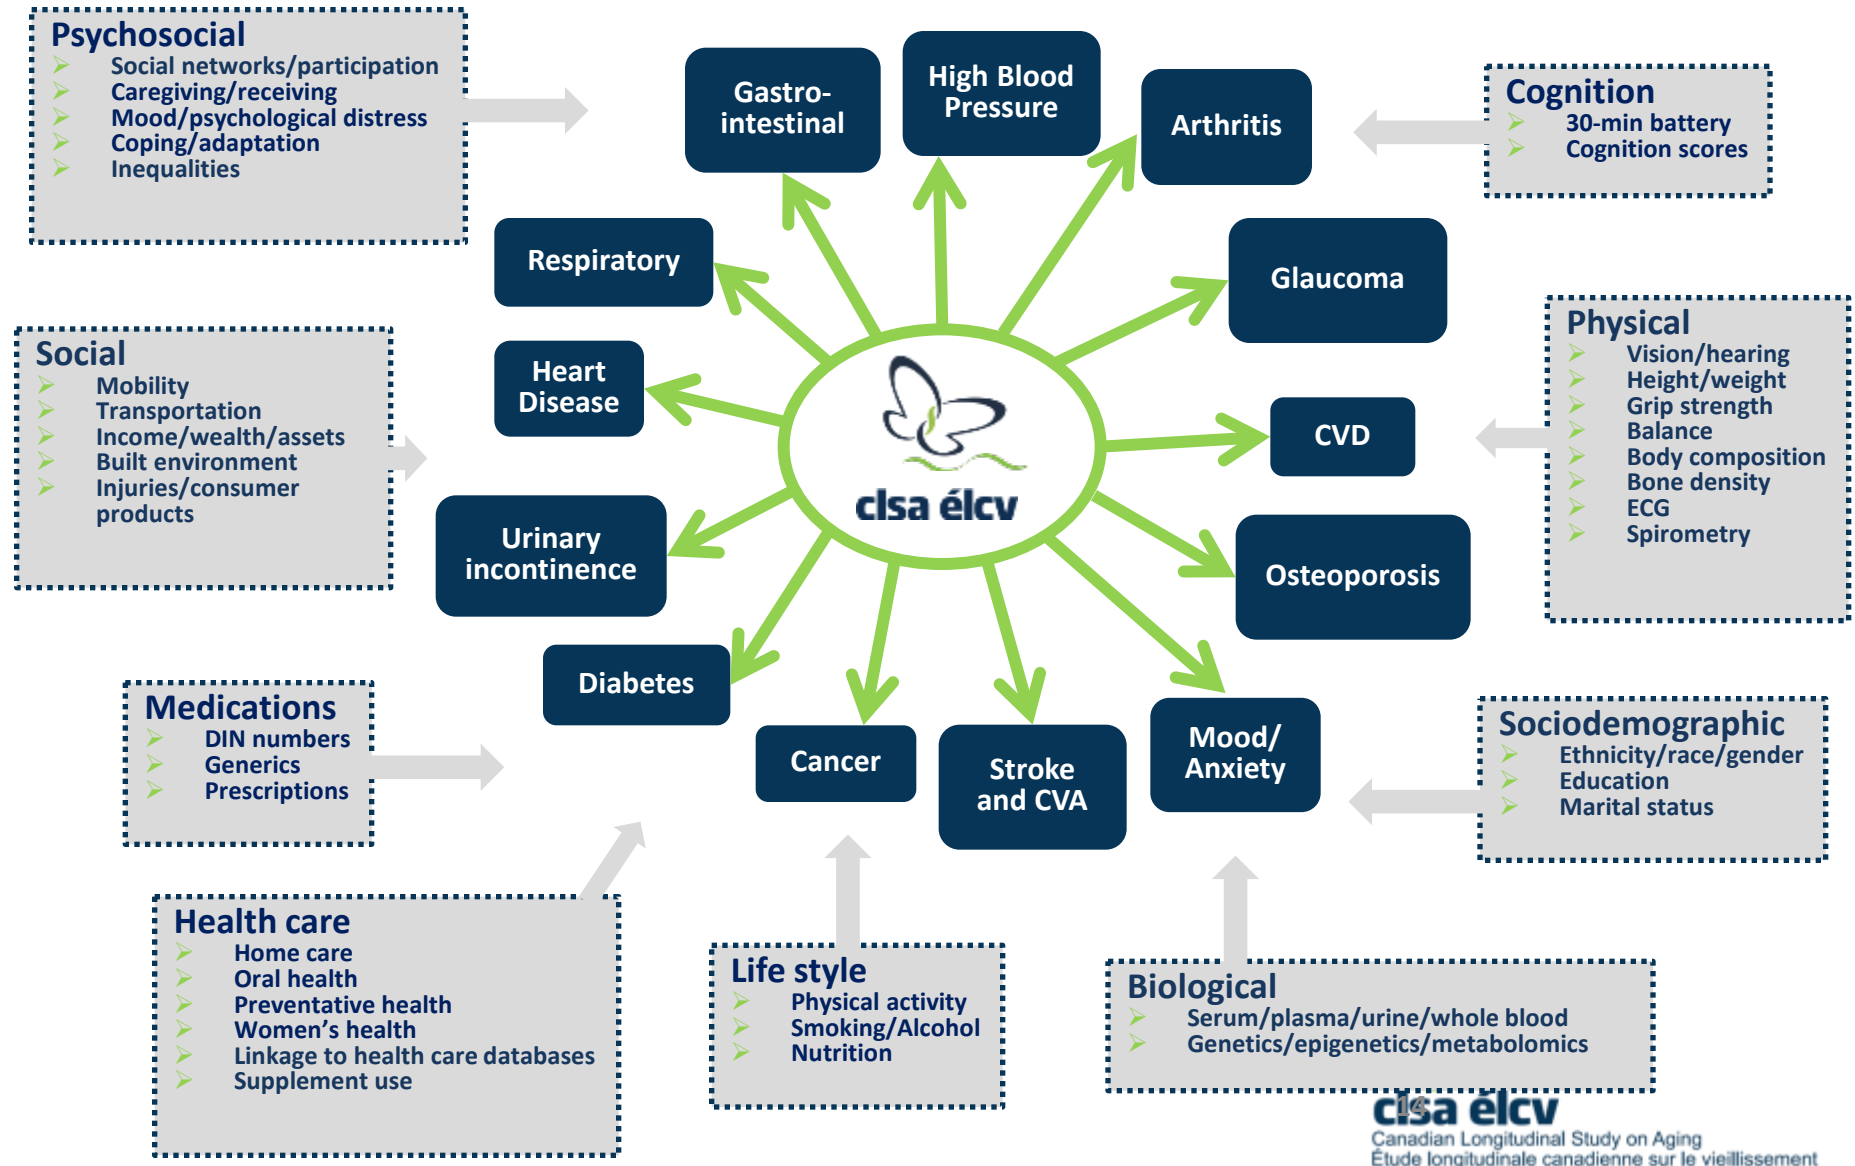 Psychosocial
Social networks/participation
Caregiving/receiving
Mood/psychological distress
Coping/adaptation
Inequalities
Gastro-
intestinal
High Blood
Pressure
Arthritis
Cognition
30-min battery
Cognition scores
Respiratory
Glaucoma
Social
Mobility
Transportation
Income/wealth/assets
Built environment
Injuries/consumer
products
Heart
Disease
clsa élcv
CVD
Physical
Vision/hearing
Height/weight
Grip strength
Balance
Body composition
Bone density
ECG
Spirometry
Urinary
incontinence
Osteoporosis
Diabetes
Cancer
Stroke
and CVA
Mood/
Anxiety
Medications
DIN numbers
Generics
Prescriptions
Sociodemographic
Ethnicity/race/gender
Education
Marital status
Health care
Home care
Oral health
Preventative health
Women’s health
Linkage to health care databases
Supplement use
Life style
Physical activity
Smoking/Alcohol
Nutrition
Biological
Serum/plasma/urine/whole blood
Genetics/epigenetics/metabolomics
14
clsa élcv
Canadian Longitudinal Study on Aging
Étude longitudinale canadienne sur le vieillissement